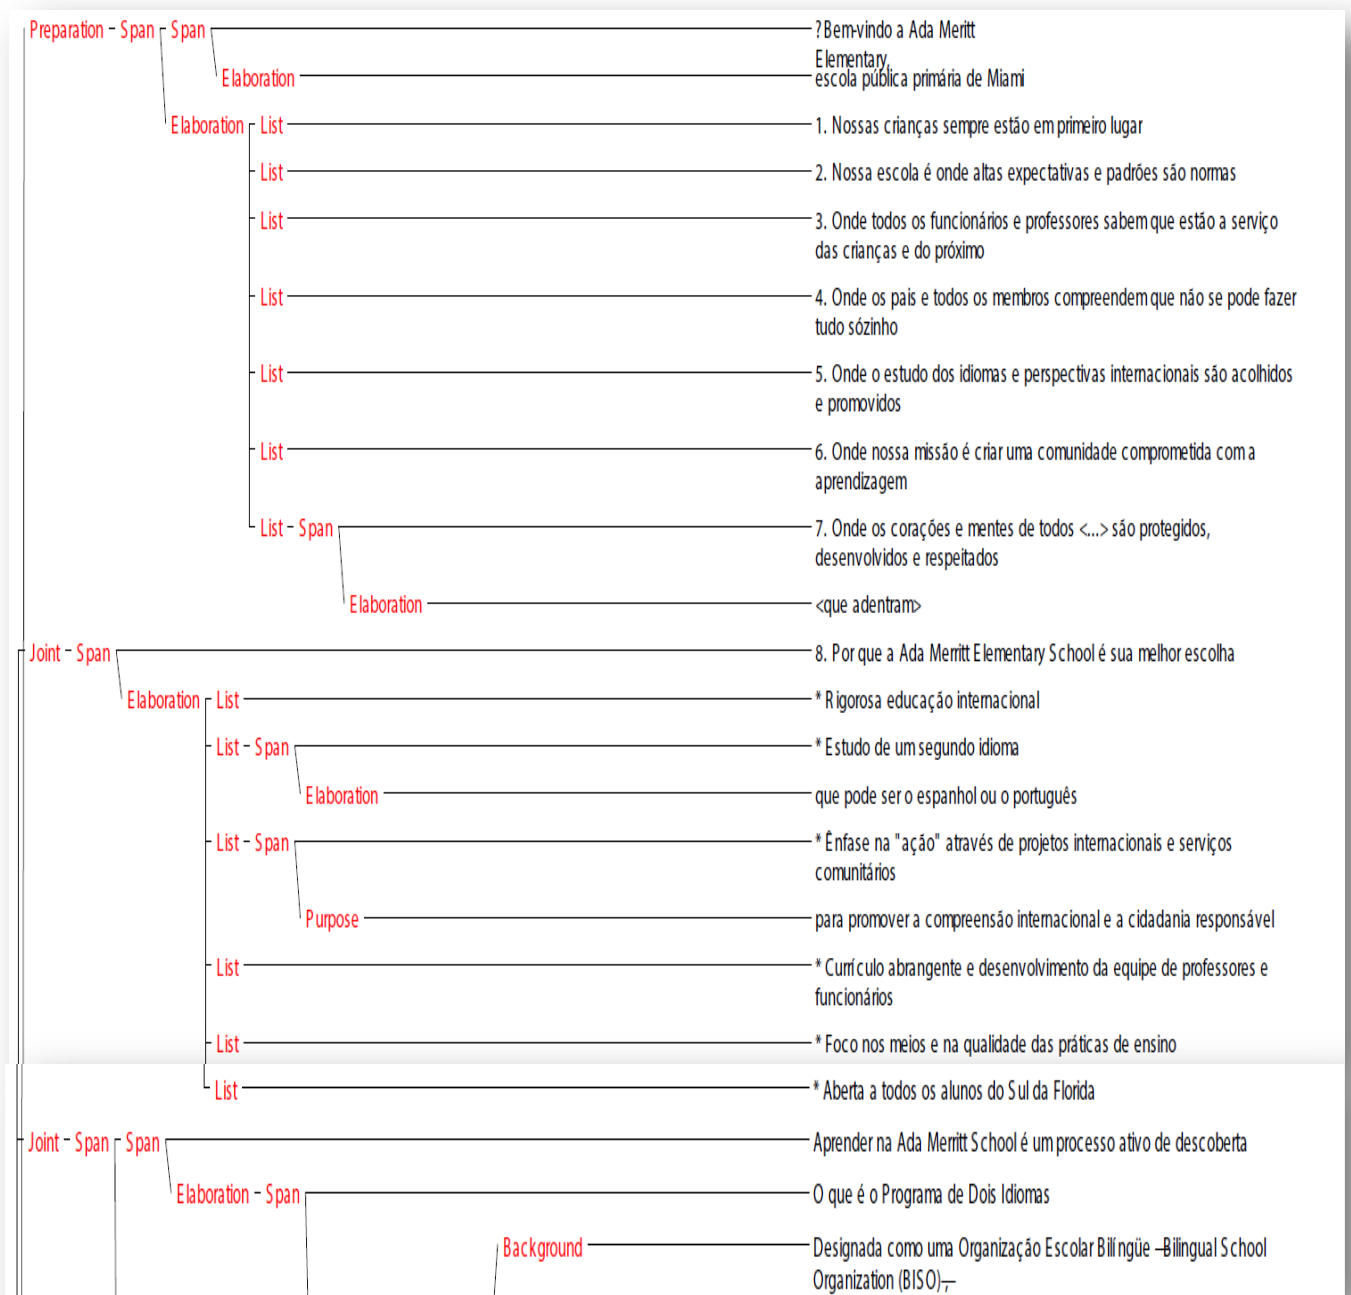 Preparation - Span Span ?Bem-vindo a Ada Meritt
Elementary,
Elaboration escola pública primária de Miami
Elaboration List 1. Nossas crianças sempre estão em primeiro lugar
List 2. Nossa escola é onde altas expectativas e padrões são normas
List 3. Onde todos os funcionários e professores sabem que estão a serviço
das crianças e do próximo
List 4. Onde os pais e todos os membros compreendem que não se pode fazer
tudo sózinho
List 5. Onde o estudo dos idiomas e perspectivas internacionais são acolhidos
e promovidos
List 6. Onde nossa missão é criar uma comunidade comprometida com a
aprendizagem
List - Span 7. Onde os corações e mentes de todos <...> são protegidos,
desenvolvidos e respeitados
Elaboration <que adentram>
Joint - Span 8. Por que a Ada Merritt Elementary School é sua melhor escolha
Elaboration List * Rigorosa educação internacional
List - Span * Estudo de um segundo idioma
Elaboration que pode ser o espanhol ou o português
List - Span * Ênfase na "ação" através de projetos internacionais e serviços
comunitários
Purpose para promover a compreensão internacional e a cidadania responsável
List * Currículo abrangente e desenvolvimento da equipe de professores e
funcionários
List * Foco nos meios e na qualidade das práticas de ensino
List * Aberta a todos os alunos do Sul da Florida
Joint - Span Span Aprender na Ada Merritt School é um processo ativo de descoberta
Elaboration - Span O que é o Programa de Dois Idiomas
Background Designada como uma Organização Escolar Bilíngüe —Bilingual School
Organization (BISO)—,